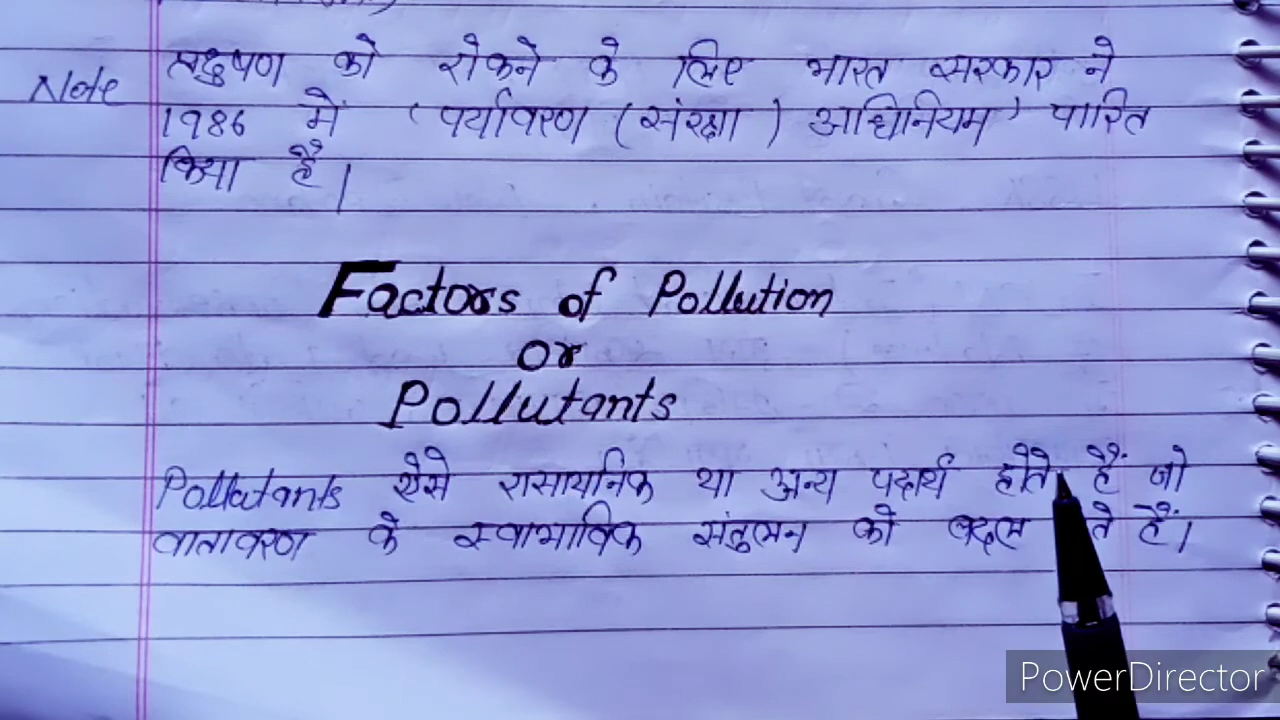 Note प्रदुषण को रोकने के लिए भारत सरकार ने
1986 में 'पर्यावरण (संरक्षा) अधिनियम' पारित
किया है।
Factors of Pollution
or
Pollutants
Pollutants ऐसे रासायनिक या अन्य पदार्थ होते हैं जो
वातावरण के स्वाभाविक संतुलन को बदल ते हैं।
PowerDirector